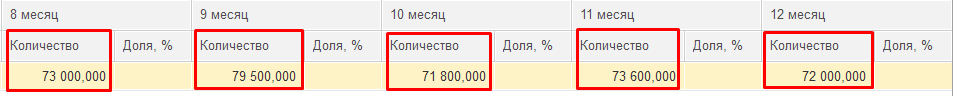 8 месяц 9 месяц 10 месяц 11 месяц 12 месяц
Количество Доля, % Количество Доля, % Количество Доля, % Количество Доля, % Количество Доля, %
73 000,000 79 500,000 71 800,000 73 600,000 72 000,000